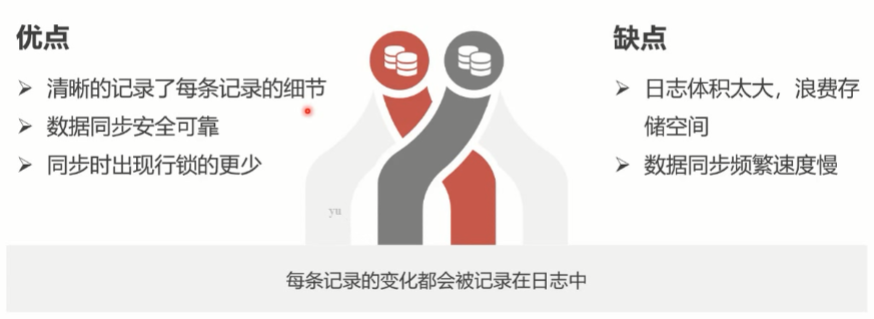 优点
清晰的记录了每条记录的细节
数据同步安全可靠
同步时出现行锁的更少
缺点
日志体积太大，浪费存
储空间
数据同步频繁速度慢
yu
每条记录的变化都会被记录在日志中